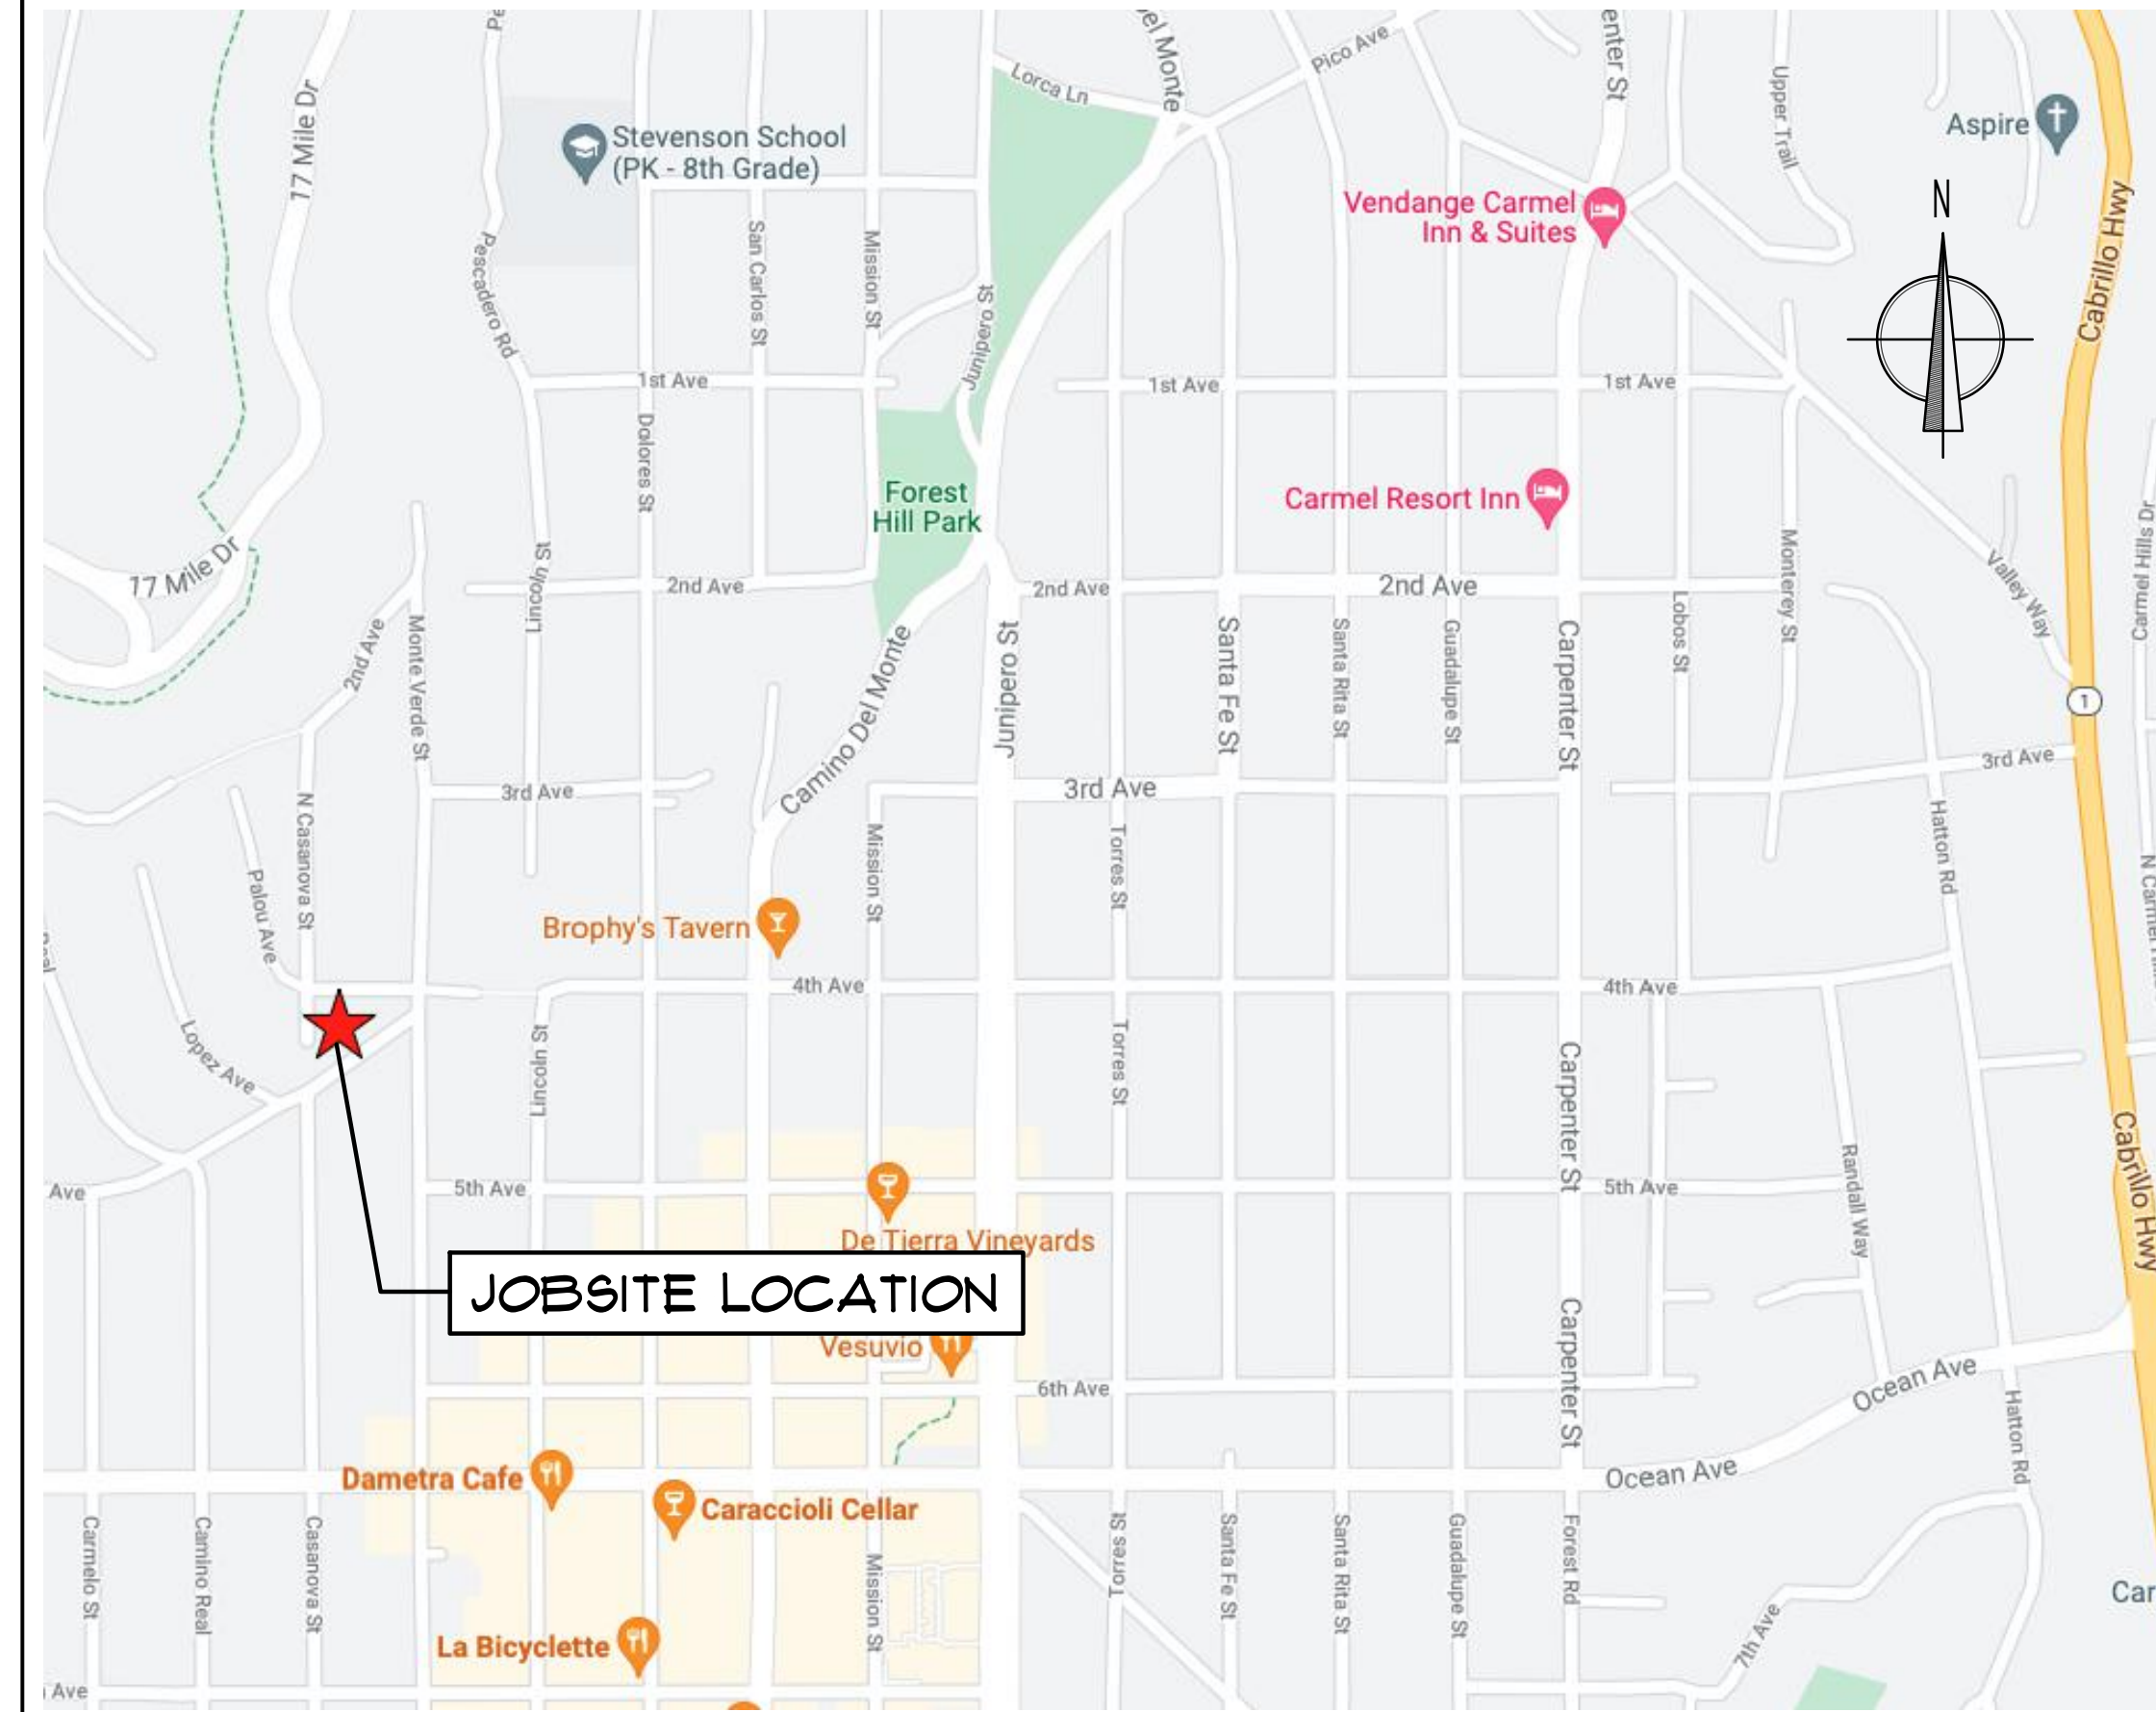 Lorca Ln
Pico Ave
17 Mile Dr
Stevenson School
(PK - 8th Grade)
Upper Trail
Aspire
Vendange Carmel
Inn & Suites
N
Cabrillo Hwy
Pescadero Rd
San Carlos St
Mission St
Junipero St
1st Ave
1st Ave
1st Ave
Dolores St
Forest
Hill Park
Carmel Resort Inn
17 Mile Dr
Lincoln St
2nd Ave
2nd Ave
2nd Ave
Monterey St
Valley Way
Carmel Hills Dr
2nd Ave
Monte Verde St
Camino Del Monte
Junipero St
Santa Fe St
Santa Rita St
Guadalupe St
Carpenter St
Lobos St
1
3rd Ave
3rd Ave
3rd Ave
N Casanova St
Palou Ave
Mission St
Torres St
Hatton Rd
Brophy's Tavern
4th Ave
4th Ave
Lopez Ave
Lincoln St
Torres St
Carpenter St
Randall Way
Cabrillo Hwy
Ave
5th Ave
5th Ave
De Tierra Vineyards
JOBSITE LOCATION
Vesuvio
6th Ave
Carpenter St
Ocean Ave
Hatton Rd
Dametra Cafe
Caraccioli Cellar
Ocean Ave
Carmelo St
Camino Real
Casanova St
Mission St
Torres St
Santa Fe St
Santa Rita St
Guadalupe St
Forest Rd
7th Ave
Car
La Bicyclette
Ave